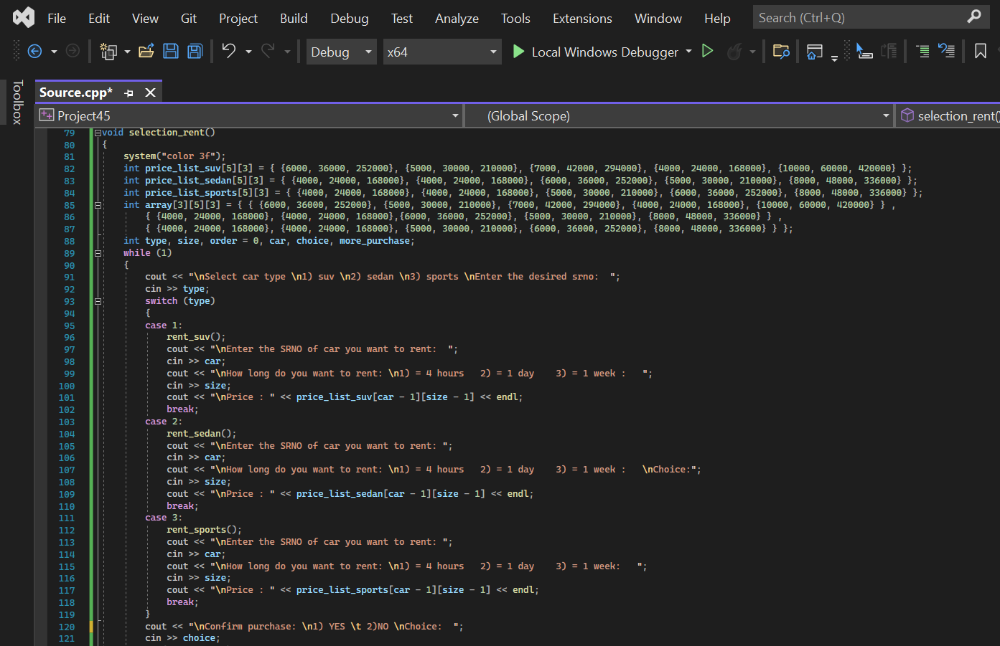 File Edit View Git Project Build Debug Test Analyze Tools Extensions Window Help Search (Ctrl+Q)
Debug x64 Local Windows Debugger
Toolbox
Source.cpp*
Project45 (Global Scope) selection_rent()
79 void selection_rent()
80 {
81 system("color 3f");
82 int price_list_suv[5][3] = { {6000, 36000, 252000}, {5000, 30000, 210000}, {7000, 42000, 294000}, {4000, 24000, 168000}, {10000, 60000, 420000} };
83 int price_list_sedan[5][3] = { {4000, 24000, 168000}, {4000, 24000, 168000}, {6000, 36000, 252000}, {5000, 30000, 210000}, {8000, 48000, 336000} };
84 int price_list_sports[5][3] = { {4000, 24000, 168000}, {4000, 24000, 168000}, {5000, 30000, 210000}, {6000, 36000, 252000}, {8000, 48000, 336000} };
85 int array[3][5][3] = { { {6000, 36000, 252000}, {5000, 30000, 210000}, {7000, 42000, 294000}, {4000, 24000, 168000}, {10000, 60000, 420000} } ,
86 { {4000, 24000, 168000}, {4000, 24000, 168000},{6000, 36000, 252000}, {5000, 30000, 210000}, {8000, 48000, 336000} } ,
87 { {4000, 24000, 168000}, {4000, 24000, 168000}, {5000, 30000, 210000}, {6000, 36000, 252000}, {8000, 48000, 336000} } };
88 int type, size, order = 0, car, choice, more_purchase;
89 while (1)
90 {
91 cout << "\nSelect car type \n1) suv \n2) sedan \n3) sports \nEnter the desired srno:  ";
92 cin >> type;
93 switch (type)
94 {
95 case 1:
96 rent_suv();
97 cout << "\nEnter the SRNO of car you want to rent:  ";
98 cin >> car;
99 cout << "\nHow long do you want to rent: \n1) = 4 hours   2) = 1 day    3) = 1 week :   ";
100 cin >> size;
101 cout << "\nPrice : " << price_list_suv[car - 1][size - 1] << endl;
102 break;
103 case 2:
104 rent_sedan();
105 cout << "\nEnter the SRNO of car you want to rent: ";
106 cin >> car;
107 cout << "\nHow long do you want to rent: \n1) = 4 hours   2) = 1 day    3) = 1 week :   \nChoice:";
108 cin >> size;
109 cout << "\nPrice : " << price_list_sedan[car - 1][size - 1] << endl;
110 break;
111 case 3:
112 rent_sports();
113 cout << "\nEnter the SRNO of car you want to rent: ";
114 cin >> car;
115 cout << "\nHow long do you want to rent: \n1) = 4 hours   2) = 1 day    3) = 1 week:   ";
116 cin >> size;
117 cout << "\nPrice : " << price_list_sports[car - 1][size - 1] << endl;
118 break;
119 }
120 cout << "\nConfirm purchase: \n1) YES \t 2)NO \nChoice:  ";
121 cin >> choice;